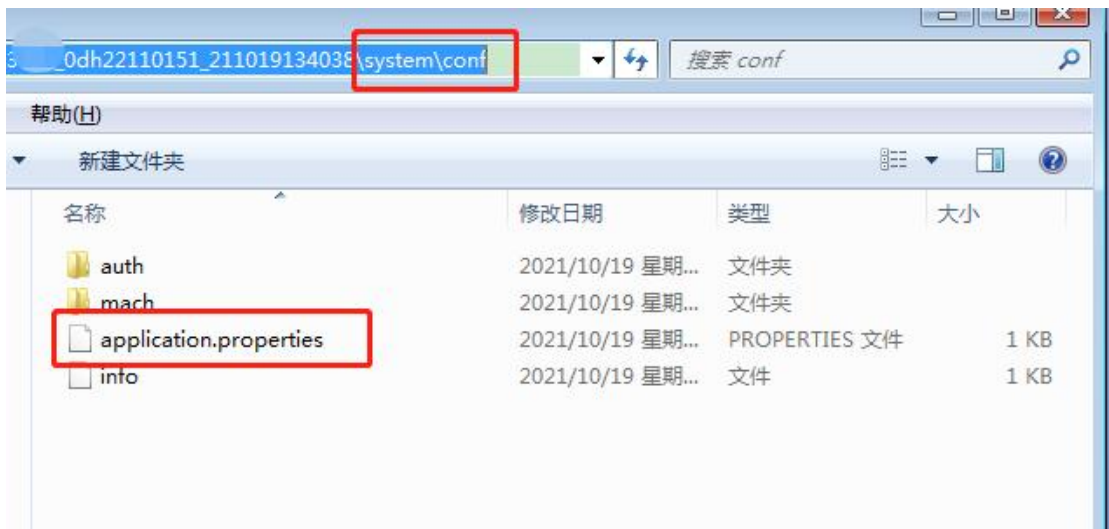 _0dh22110151_211019134038\system\conf 搜索 conf
帮助(H)
新建文件夹
名称 修改日期 类型 大小
auth 2021/10/19 星期... 文件夹
mach 2021/10/19 星期... 文件夹
application.properties 2021/10/19 星期... PROPERTIES 文件 1 KB
info 2021/10/19 星期... 文件 1 KB